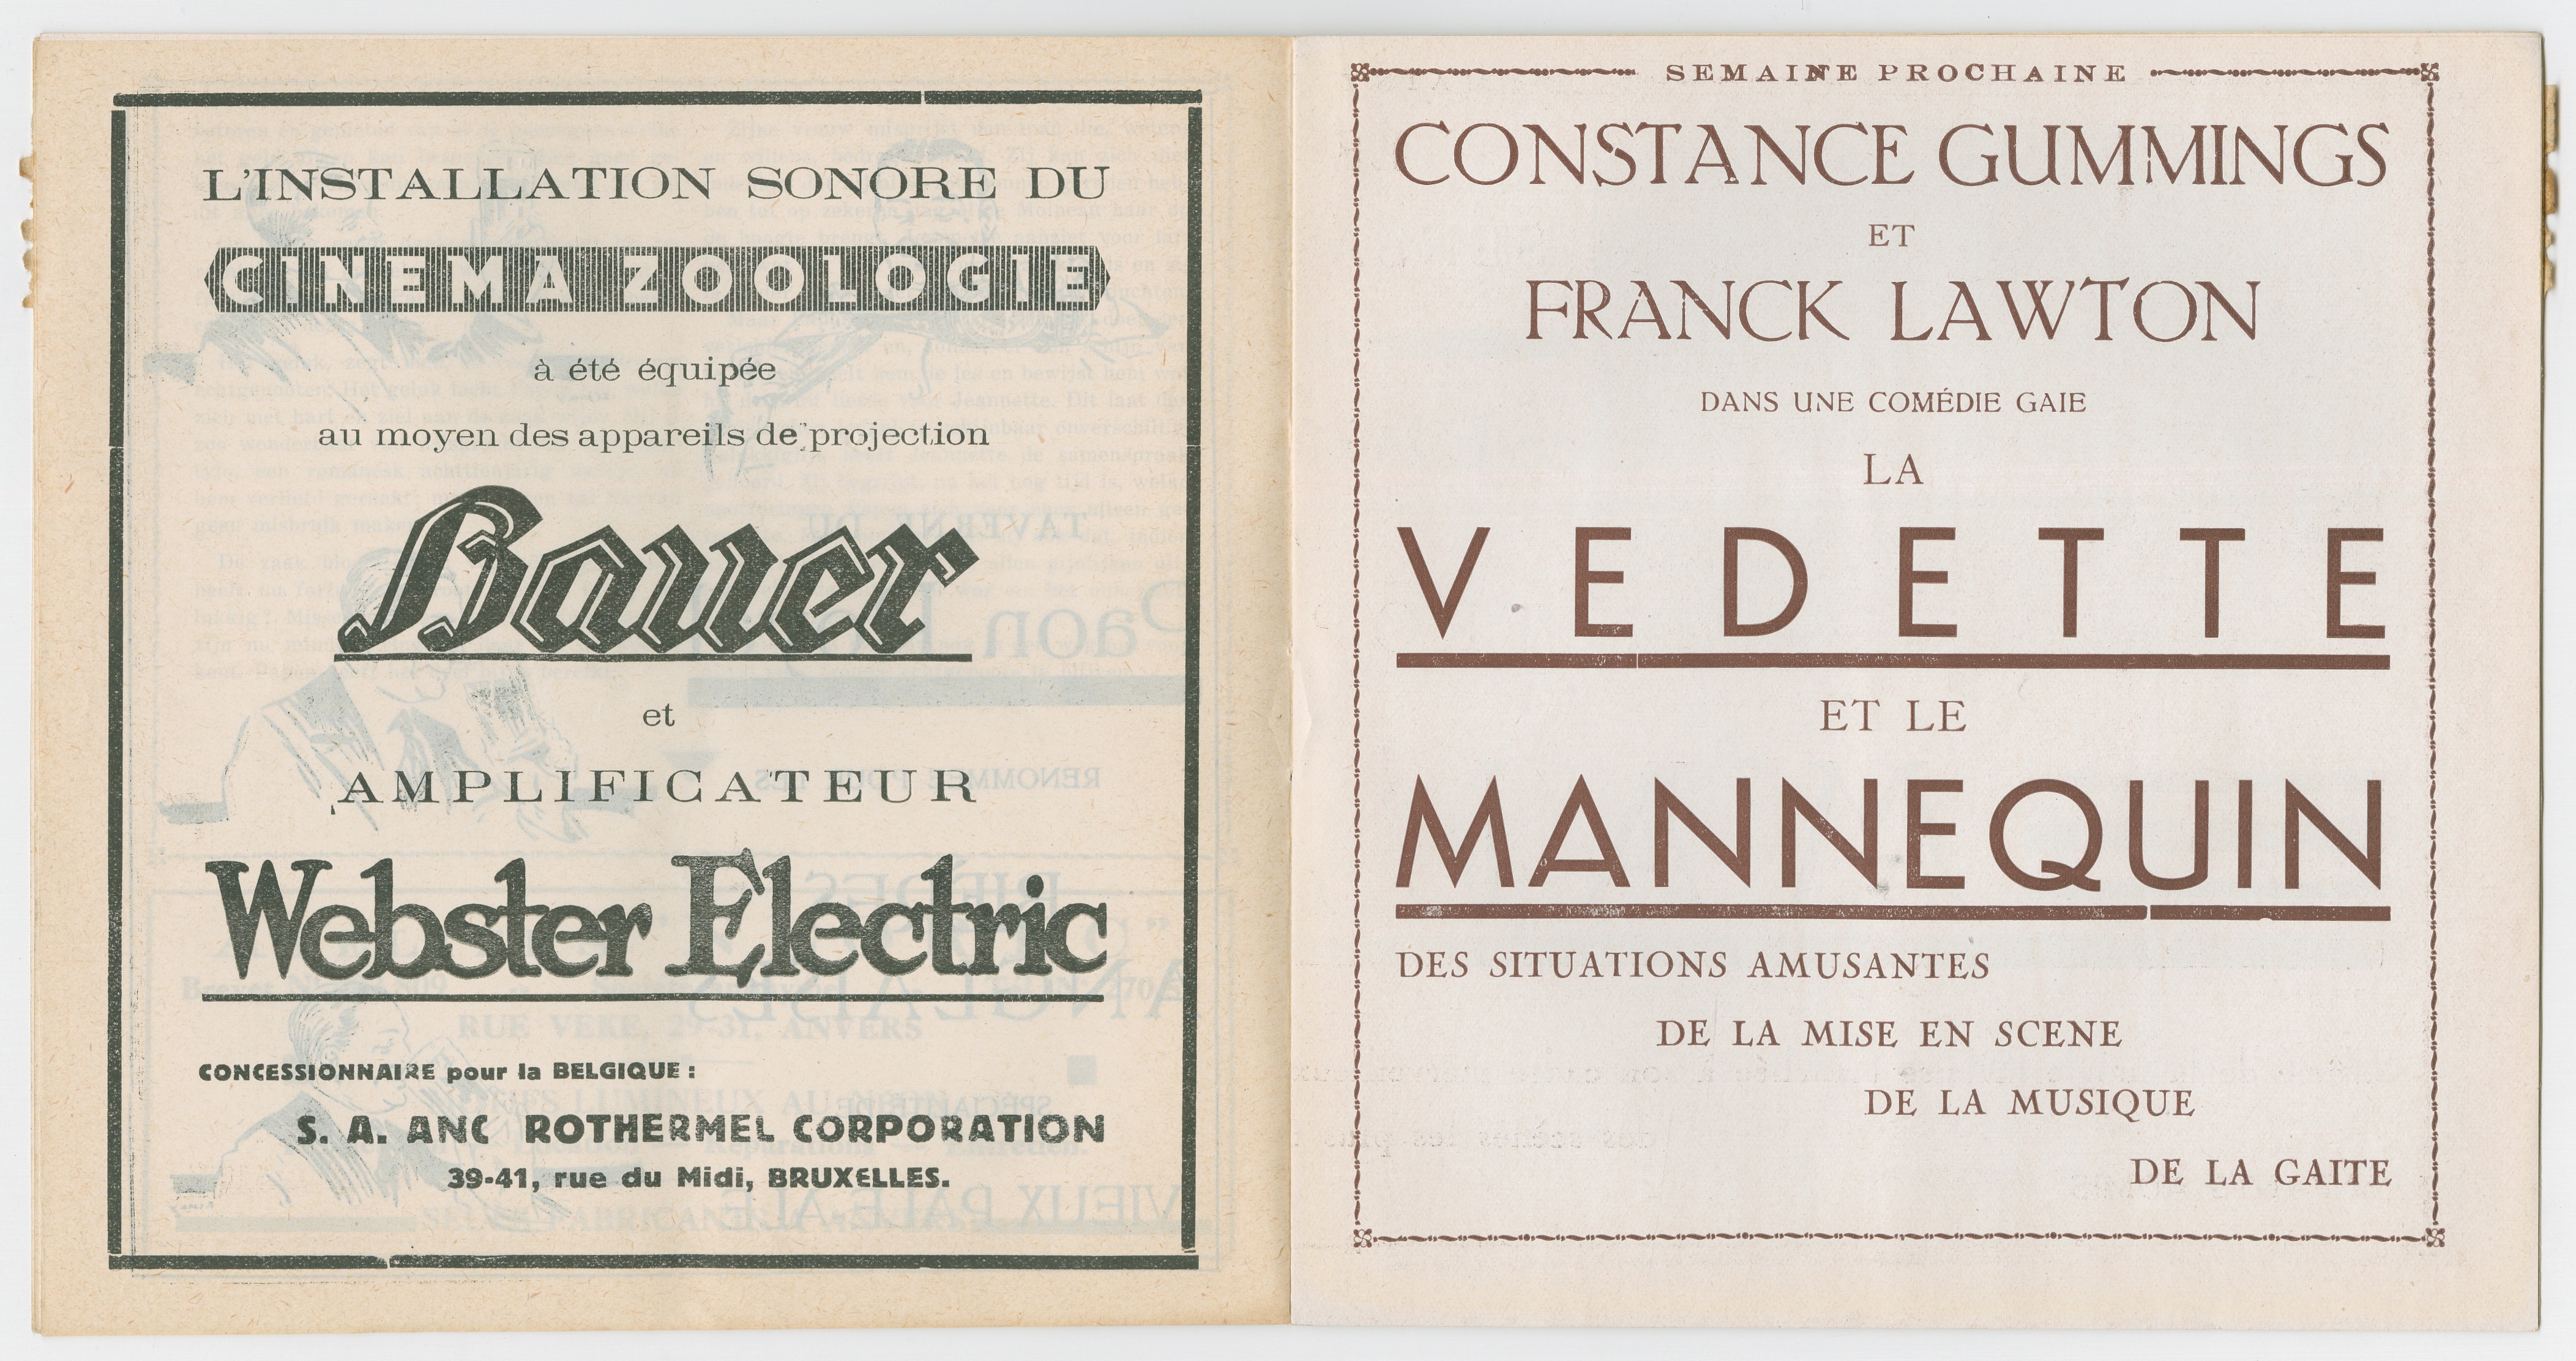 L'INSTALLATION SONORE DU
CINEMA ZOOLOGIE
à été équipée
au moyen des appareils de projection
Bauer
et
AMPLIFICATEUR
Webster Electric
CONCESSIONNAIRE pour la BELGIQUE :
S. A. ANC ROTHERMEL CORPORATION
39-41, rue du Midi, BRUXELLES.
SEMAINE PROCHAINE
CONSTANCE GUMMINGS
ET
FRANCK LAWTON
DANS UNE COMÉDIE GAIE
LA
VEDETTE
ET LE
MANNEQUIN
DES SITUATIONS AMUSANTES
DE LA MISE EN SCENE
DE LA MUSIQUE
DE LA GAITE